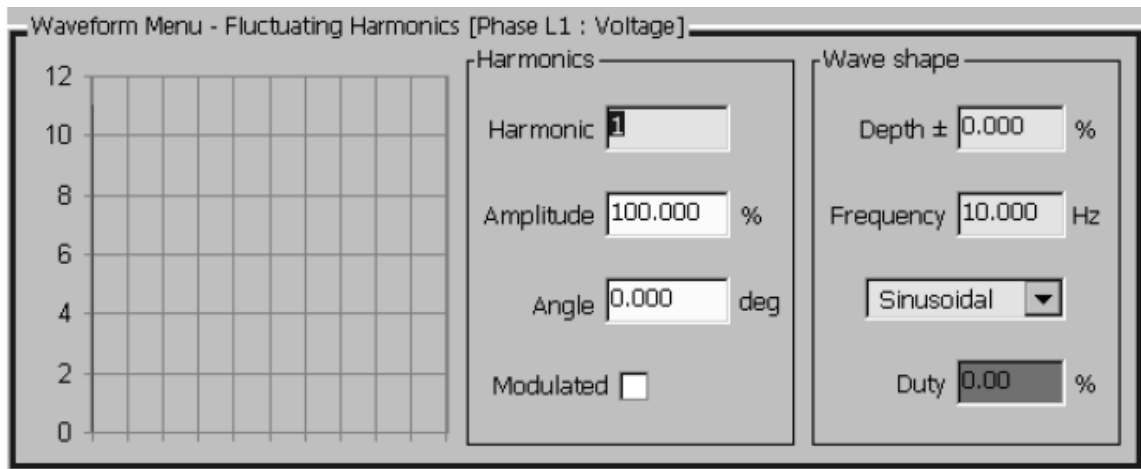 Waveform Menu - Fluctuating Harmonics [Phase L1 : Voltage]
12
10
8
6
4
2
0
Harmonics
Harmonic 1
Amplitude 100.000 %
Angle 0.000 deg
Modulated
Wave shape
Depth ± 0.000 %
Frequency 10.000 Hz
Sinusoidal
Duty 0.00 %